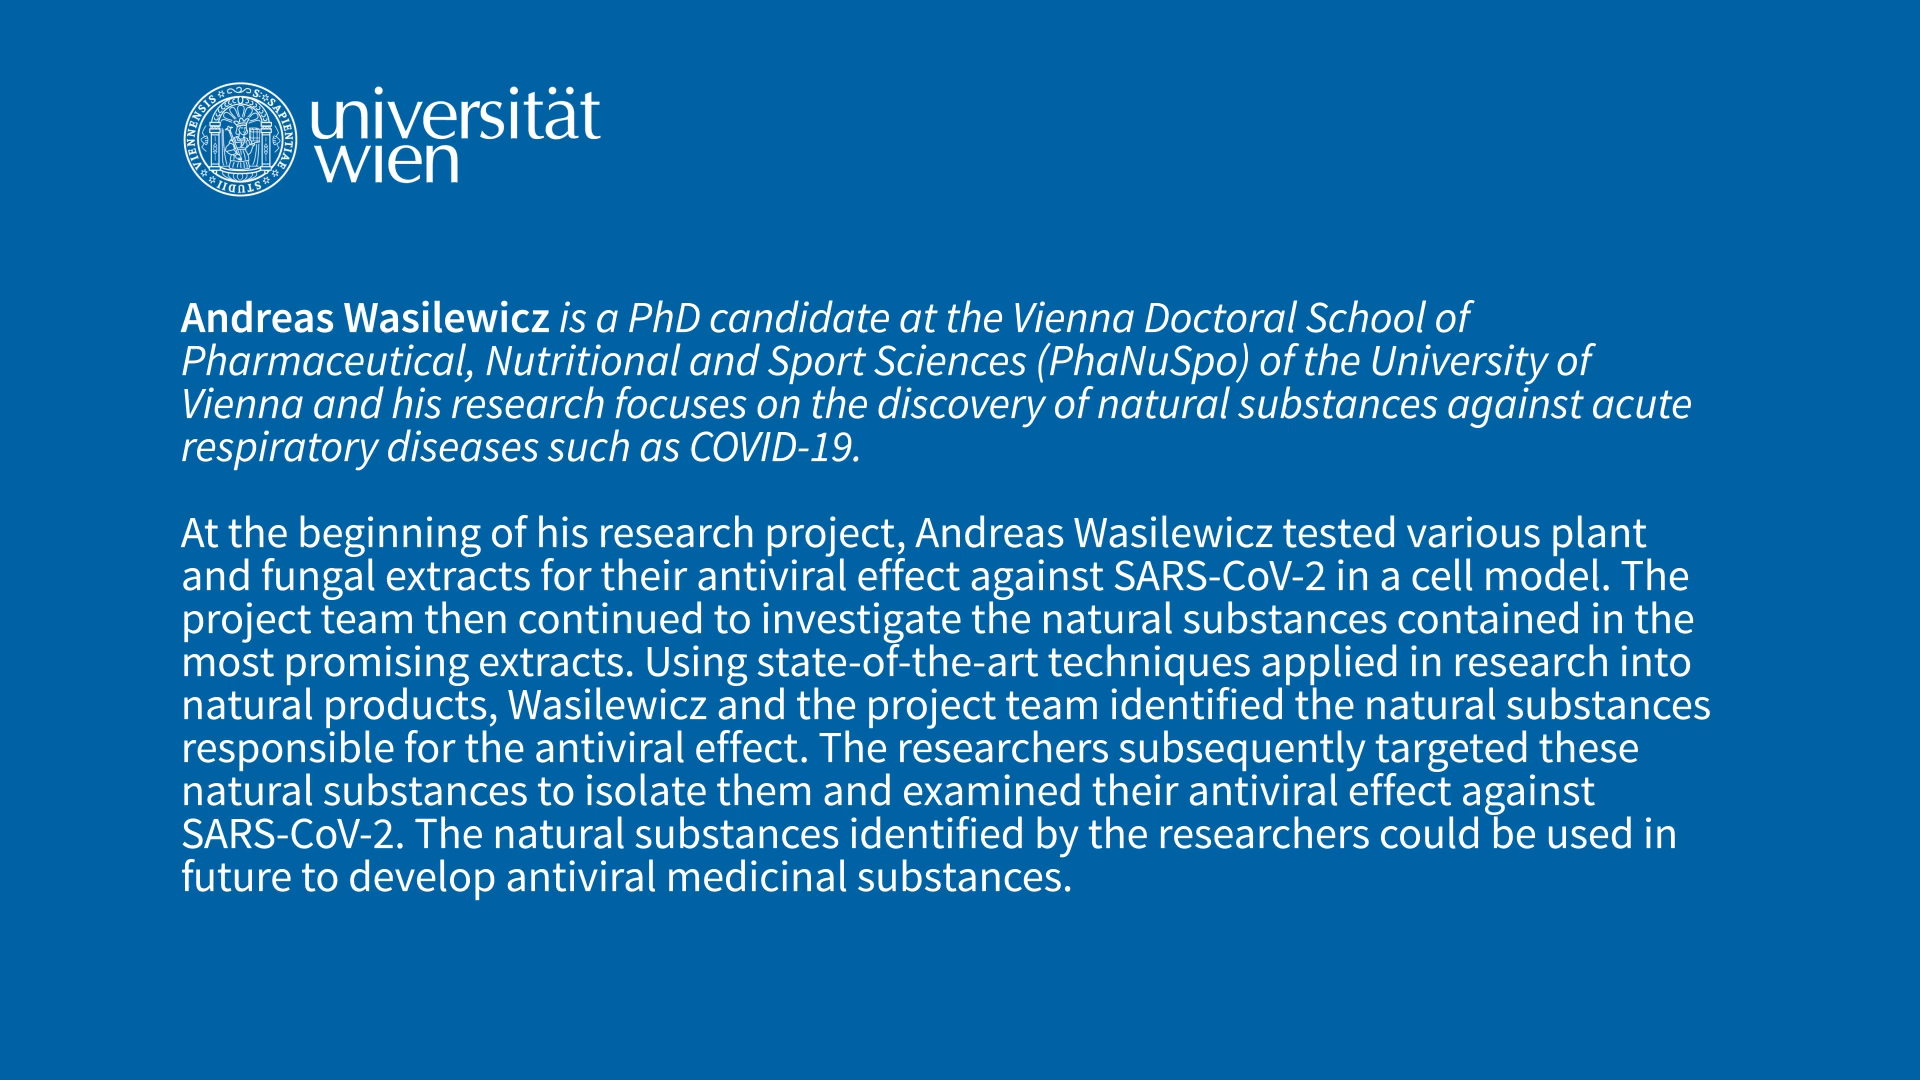 VIENNENSIS · S · SAPIENTIAE · STUDII
universität
wien
Andreas Wasilewicz is a PhD candidate at the Vienna Doctoral School of
Pharmaceutical, Nutritional and Sport Sciences (PhaNuSpo) of the University of
Vienna and his research focuses on the discovery of natural substances against acute
respiratory diseases such as COVID-19.
At the beginning of his research project, Andreas Wasilewicz tested various plant
and fungal extracts for their antiviral effect against SARS-CoV-2 in a cell model. The
project team then continued to investigate the natural substances contained in the
most promising extracts. Using state-of-the-art techniques applied in research into
natural products, Wasilewicz and the project team identified the natural substances
responsible for the antiviral effect. The researchers subsequently targeted these
natural substances to isolate them and examined their antiviral effect against
SARS-CoV-2. The natural substances identified by the researchers could be used in
future to develop antiviral medicinal substances.